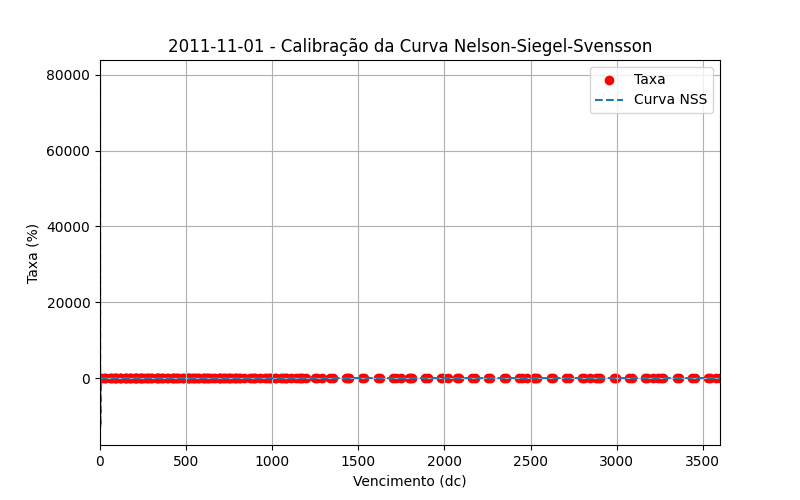 2011-11-01 - Calibração da Curva Nelson-Siegel-Svensson
Taxa
Curva NSS
Taxa (%)
80000
60000
40000
20000
0
0 500 1000 1500 2000 2500 3000 3500
Vencimento (dc)